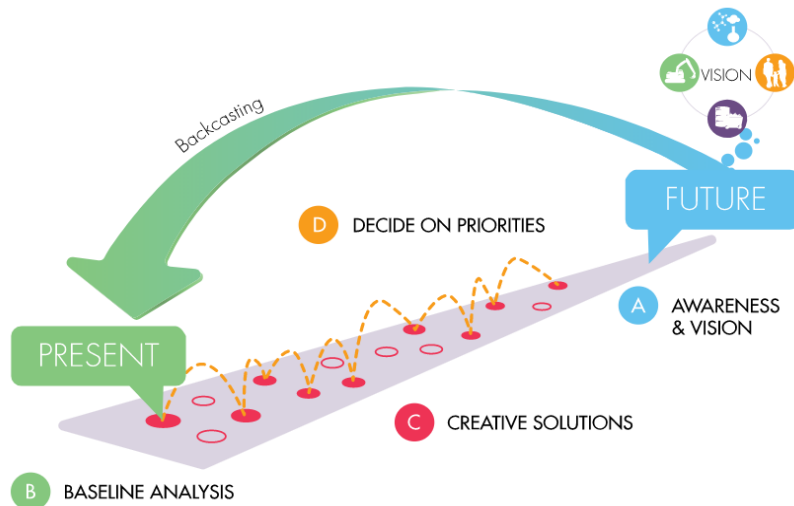 VISION
Backcasting
FUTURE
D DECIDE ON PRIORITIES
A AWARENESS
& VISION
PRESENT
C CREATIVE SOLUTIONS
B BASELINE ANALYSIS